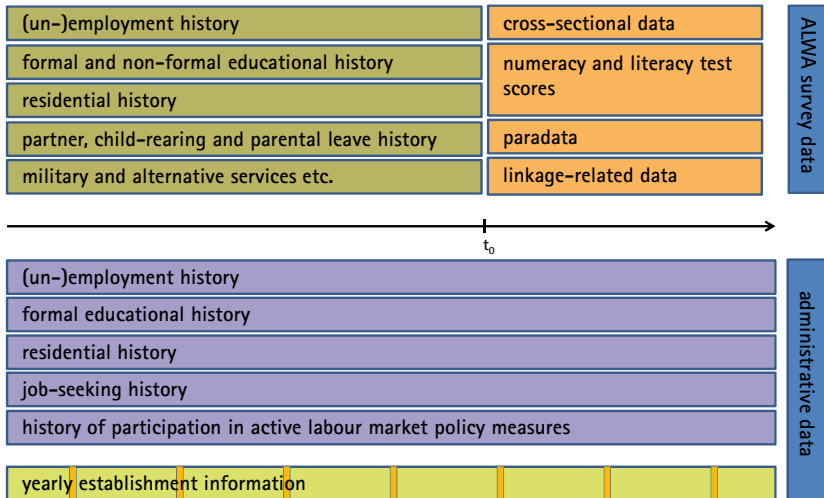 (un-)employment history
cross-sectional data
formal and non-formal educational history
numeracy and literacy test
scores
residential history
partner, child-rearing and parental leave history
paradata
military and alternative services etc.
linkage-related data
ALWA survey data
t₀
(un-)employment history
formal educational history
residential history
job-seeking history
history of participation in active labour market policy measures
yearly establishment information
administrative data